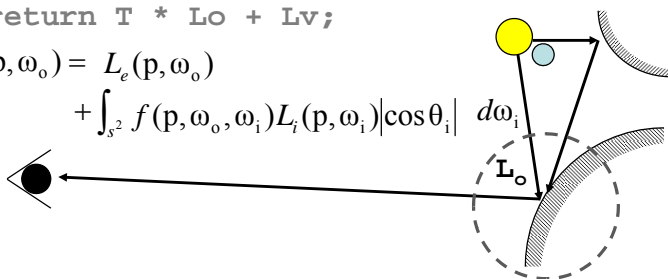 return T * Lo + Lv;
p,ωₒ) = Lₑ(p,ωₒ)
+∫ₛ² f(p,ωₒ,ωᵢ)Lᵢ(p,ωᵢ)|cosθᵢ| dωᵢ
Lₒ